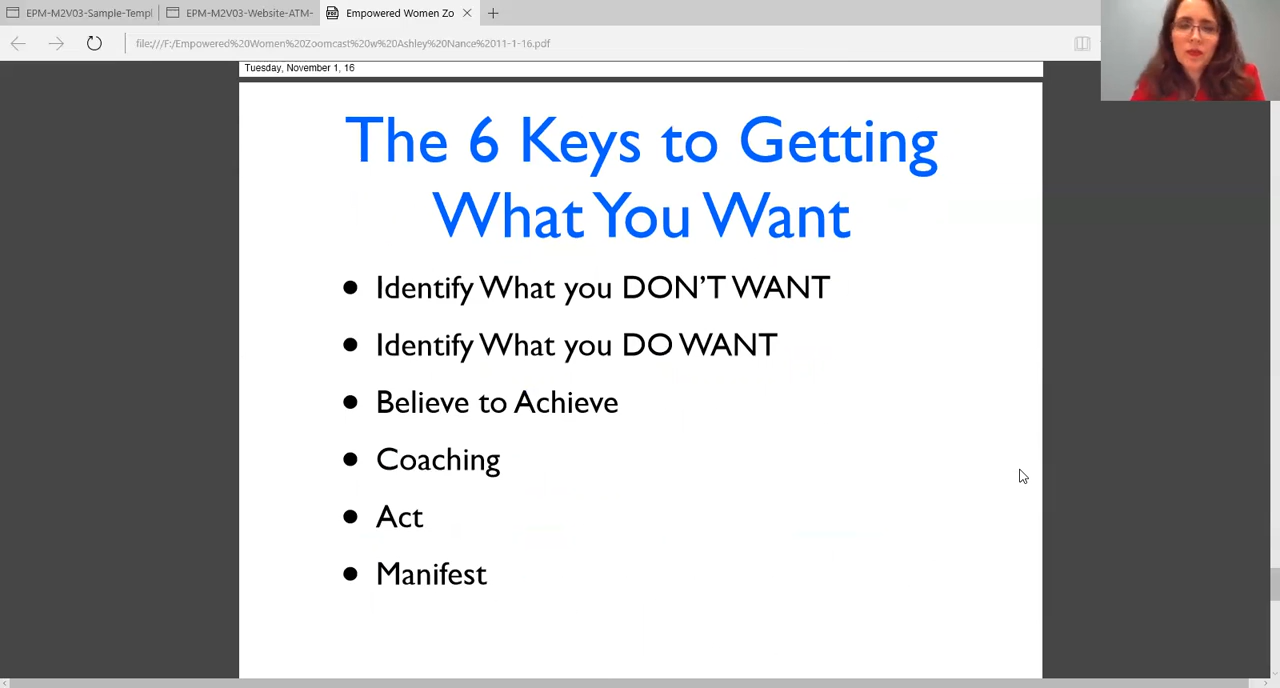 EPM-M2V03-Sample-Templ
EPM-M2V03-Website-ATM-
Empowered Women Zo
file:///F:/Empowered%20Women%20Zoomcast%20w%20Ashley%20Nance%2011-1-16.pdf
Tuesday, November 1, 16
The 6 Keys to Getting
What You Want
• Identify What you DON'T WANT
• Identify What you DO WANT
• Believe to Achieve
• Coaching
• Act
• Manifest